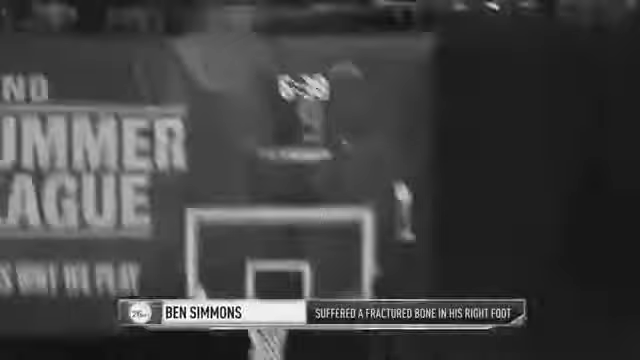 ND
UMMER
AGUE
BEN SIMMONS
SUFFERED A FRACTURED BONE IN HIS RIGHT FOOT